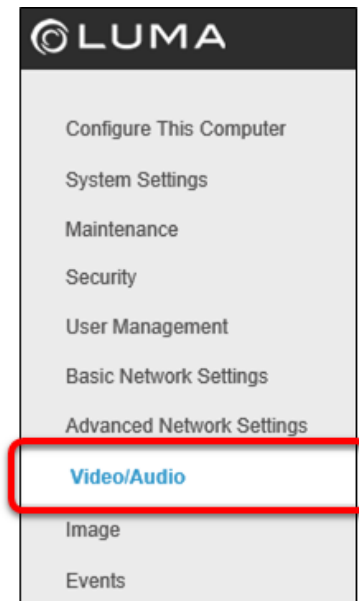 LUMA
Configure This Computer
System Settings
Maintenance
Security
User Management
Basic Network Settings
Advanced Network Settings
Video/Audio
Image
Events